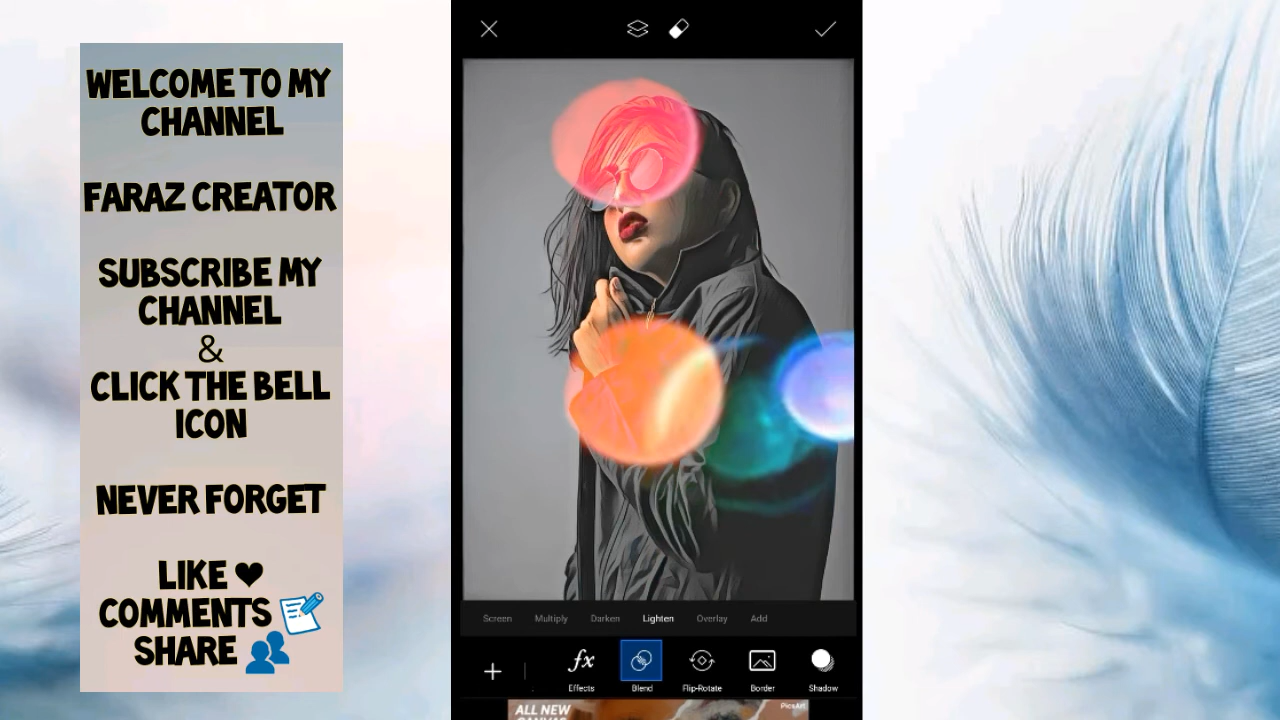 WELCOME TO MY
CHANNEL
FARAZ CREATOR
SUBSCRIBE MY
CHANNEL
&
CLICK THE BELL
ICON
NEVER FORGET
LIKE ❤
COMMENTS
SHARE
Screen Multiply Darken Lighten Overlay Add
fx
Effects Blend Flip-Rotate Border Shadow
ALL NEW
PicsArt